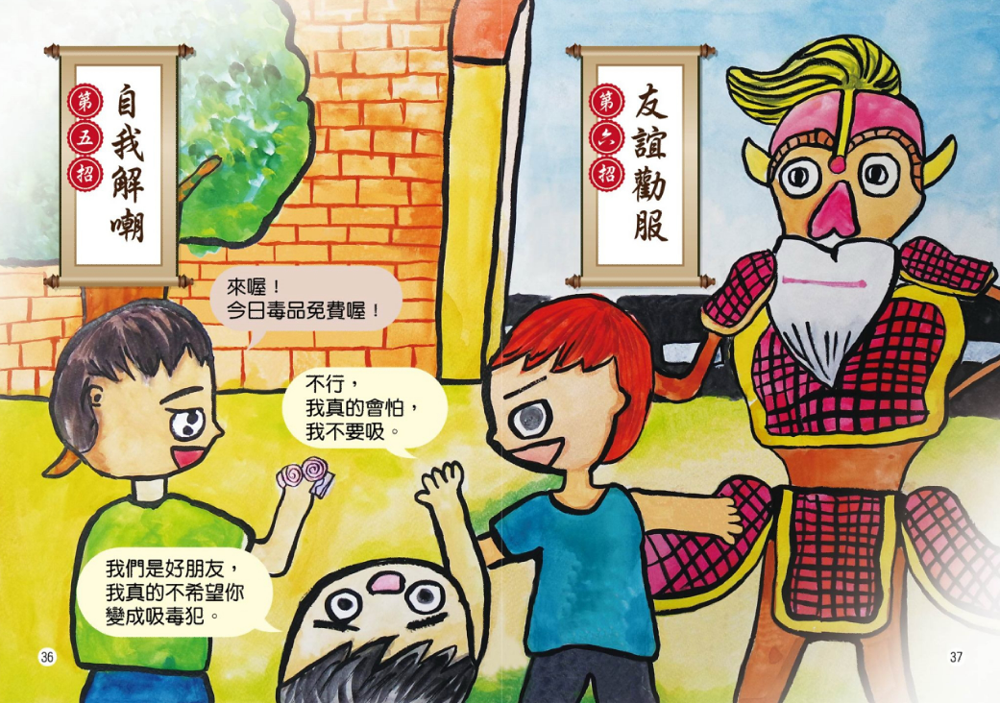 第五招
自我解嘲
第六招
友誼勸服
來喔！
今日毒品免費喔！
不行，
我真的會怕，
我不要吸。
我們是好朋友，
我真的不希望你
變成吸毒犯。
36
37